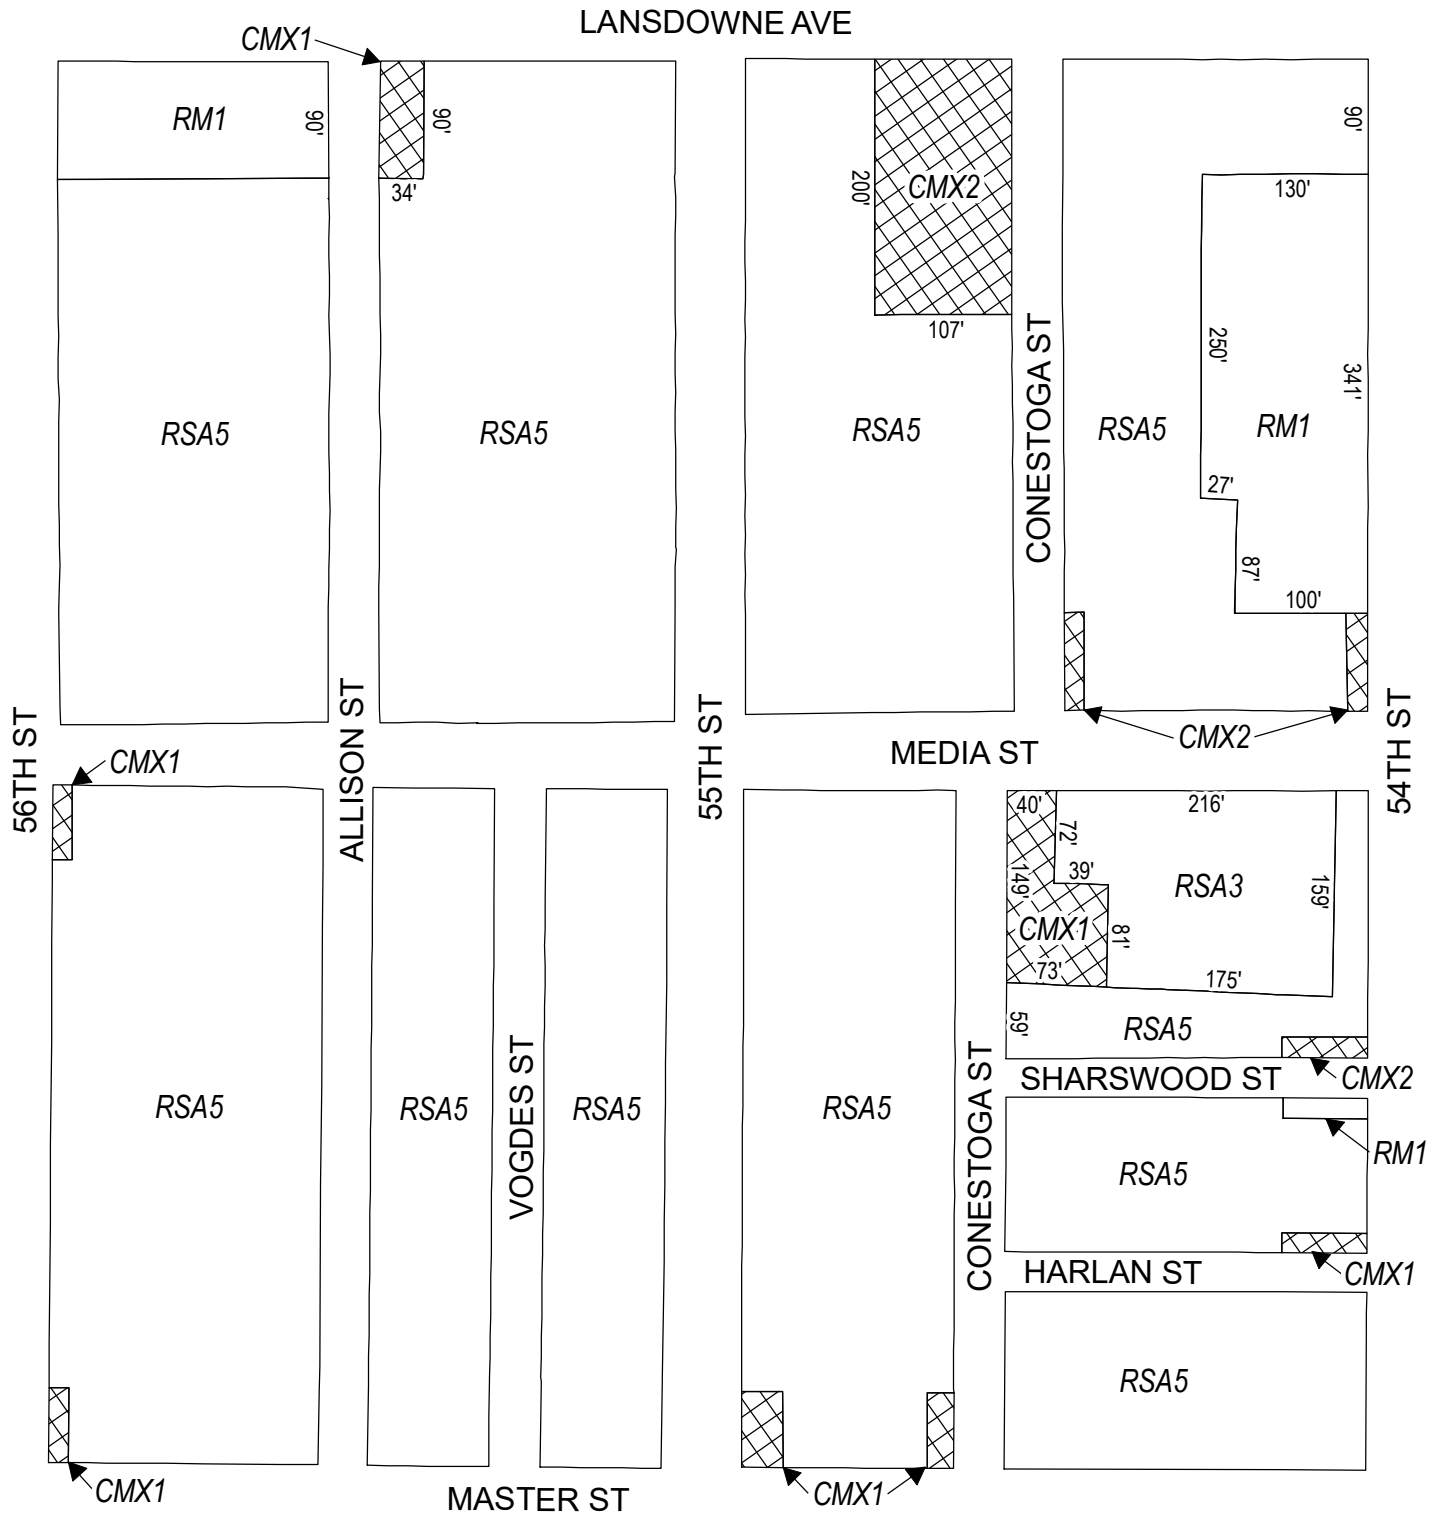 LANSDOWNE AVE
CMX1
RM1
90'
90'
90'
34'
200'
CMX2
130'
107'
CONESTOGA ST
250'
341'
RSA5
RSA5
RSA5
RSA5
RM1
27'
87'
100'
56TH ST
ALLISON ST
55TH ST
MEDIA ST
CMX2
54TH ST
CMX1
40'
216'
72'
39'
149'
RSA3
159'
CMX1
81'
73'
175'
59'
RSA5
SHARSWOOD ST
CMX2
RSA5
RSA5
VOGDES ST
RSA5
RSA5
CONESTOGA ST
RM1
RSA5
HARLAN ST
CMX1
RSA5
CMX1
MASTER ST
CMX1